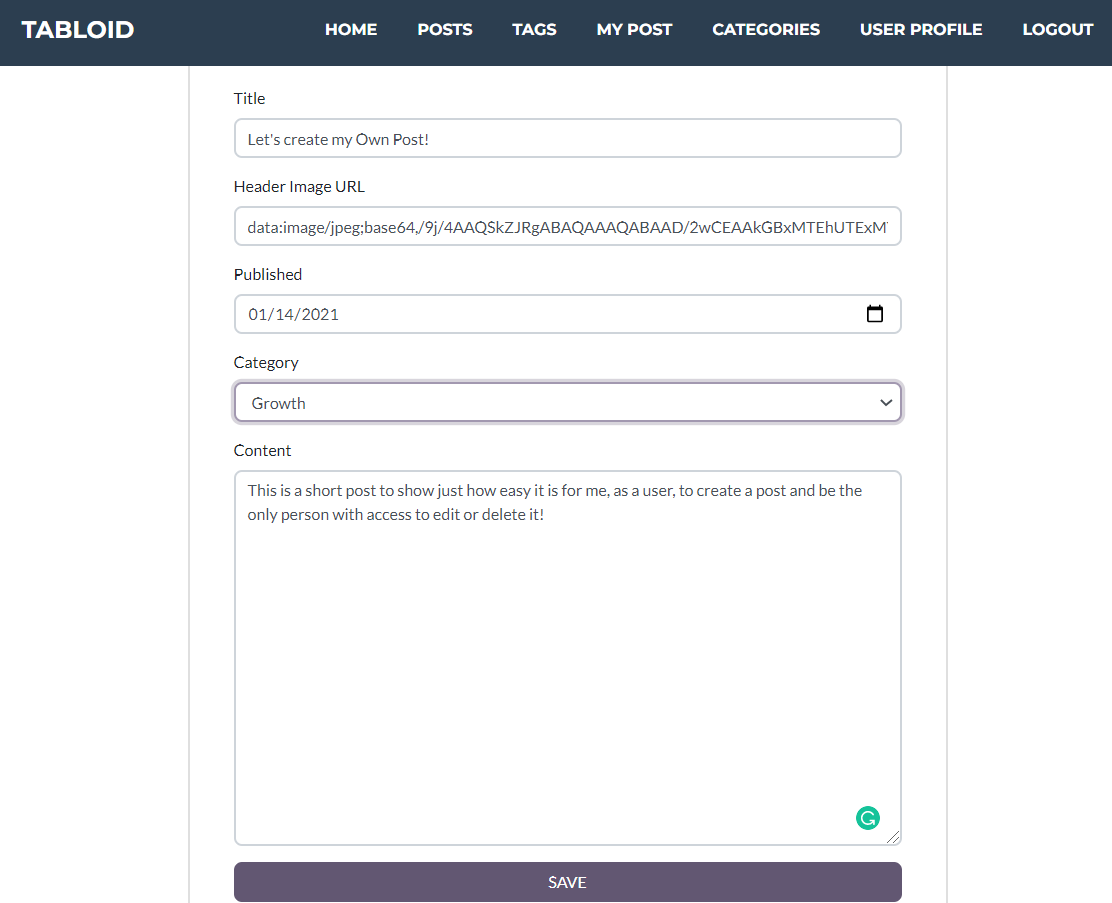 TABLOID HOME POSTS TAGS MY POST CATEGORIES USER PROFILE LOGOUT
Title
Let's create my Own Post!
Header Image URL
data:image/jpeg;base64,/9j/4AAQSkZJRgABAQAAAQABAAD/2wCEAAkGBxMTEhUTExM
Published
01/14/2021
Category
Growth
Content
This is a short post to show just how easy it is for me, as a user, to create a post and be the
only person with access to edit or delete it!
SAVE